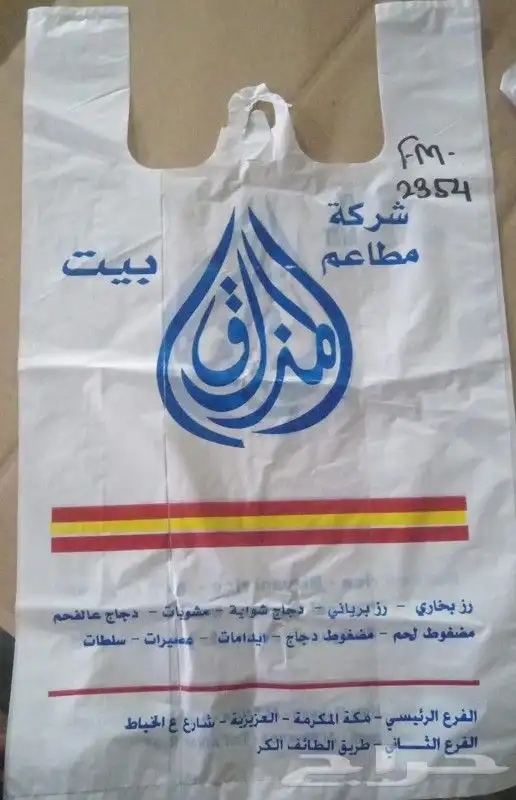 FM-
2354
شركة
مطاعم
بيت
المذاق
رز بخاري - رز برياني - دجاج شواية - مشويات - دجاج عالفحم
مضغوط لحم - مضغوط دجاج - ايدامات - عصيرات - سلطات
الفرع الرئيسي - مكة المكرمة - العزيزية - شارع ع الخياط
الفرع الثاني - طريق الطائف الكر
حراج